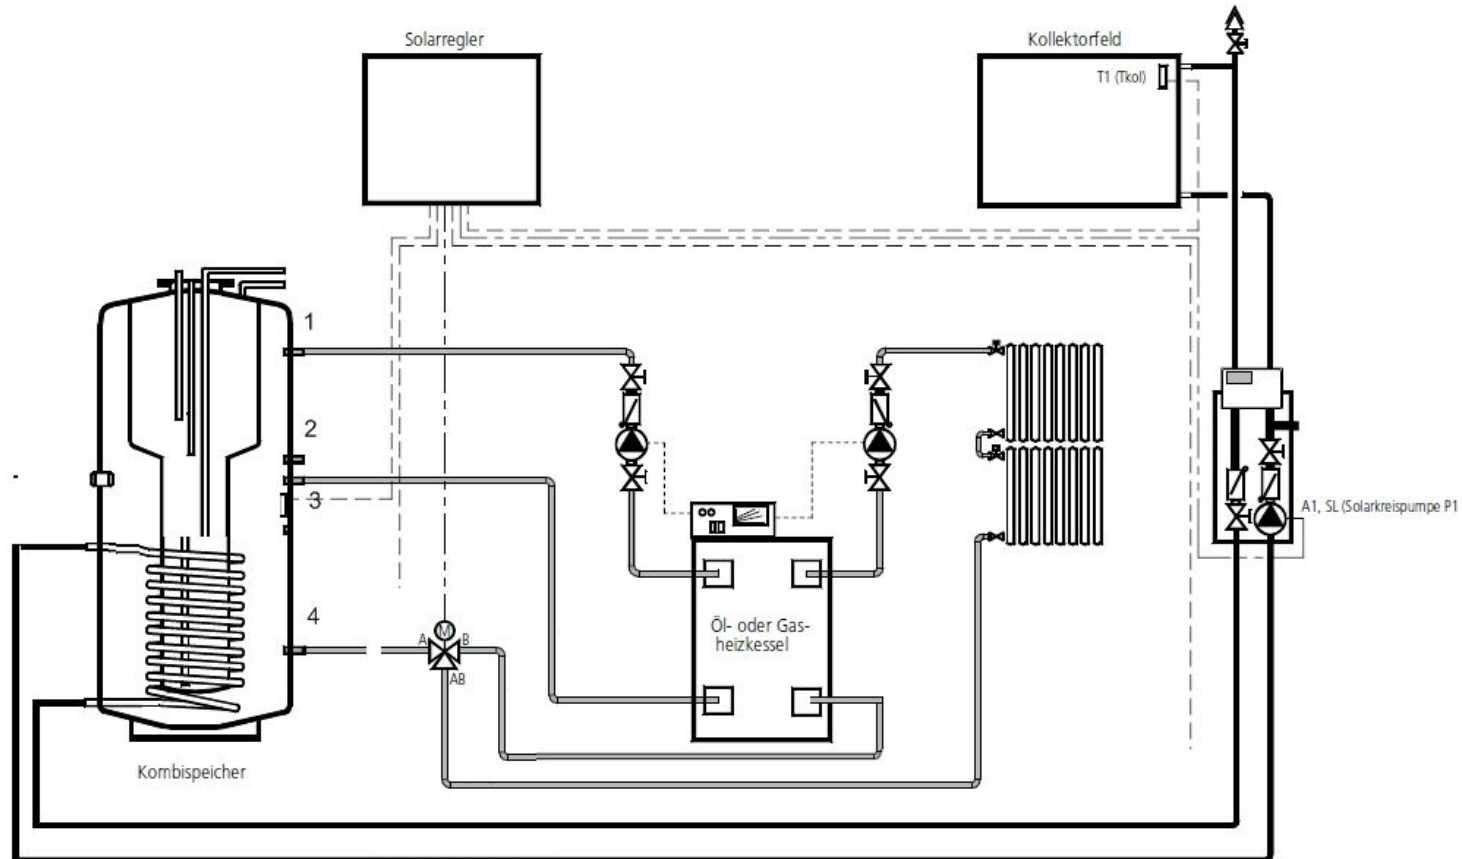 Solarregler
Kollektorfeld
T1 (Tkol)
1
2
3
A1, SL (Solarkreispumpe P1
4
M
A
B
AB
Öl- oder Gas-
heizkessel
Kombispeicher